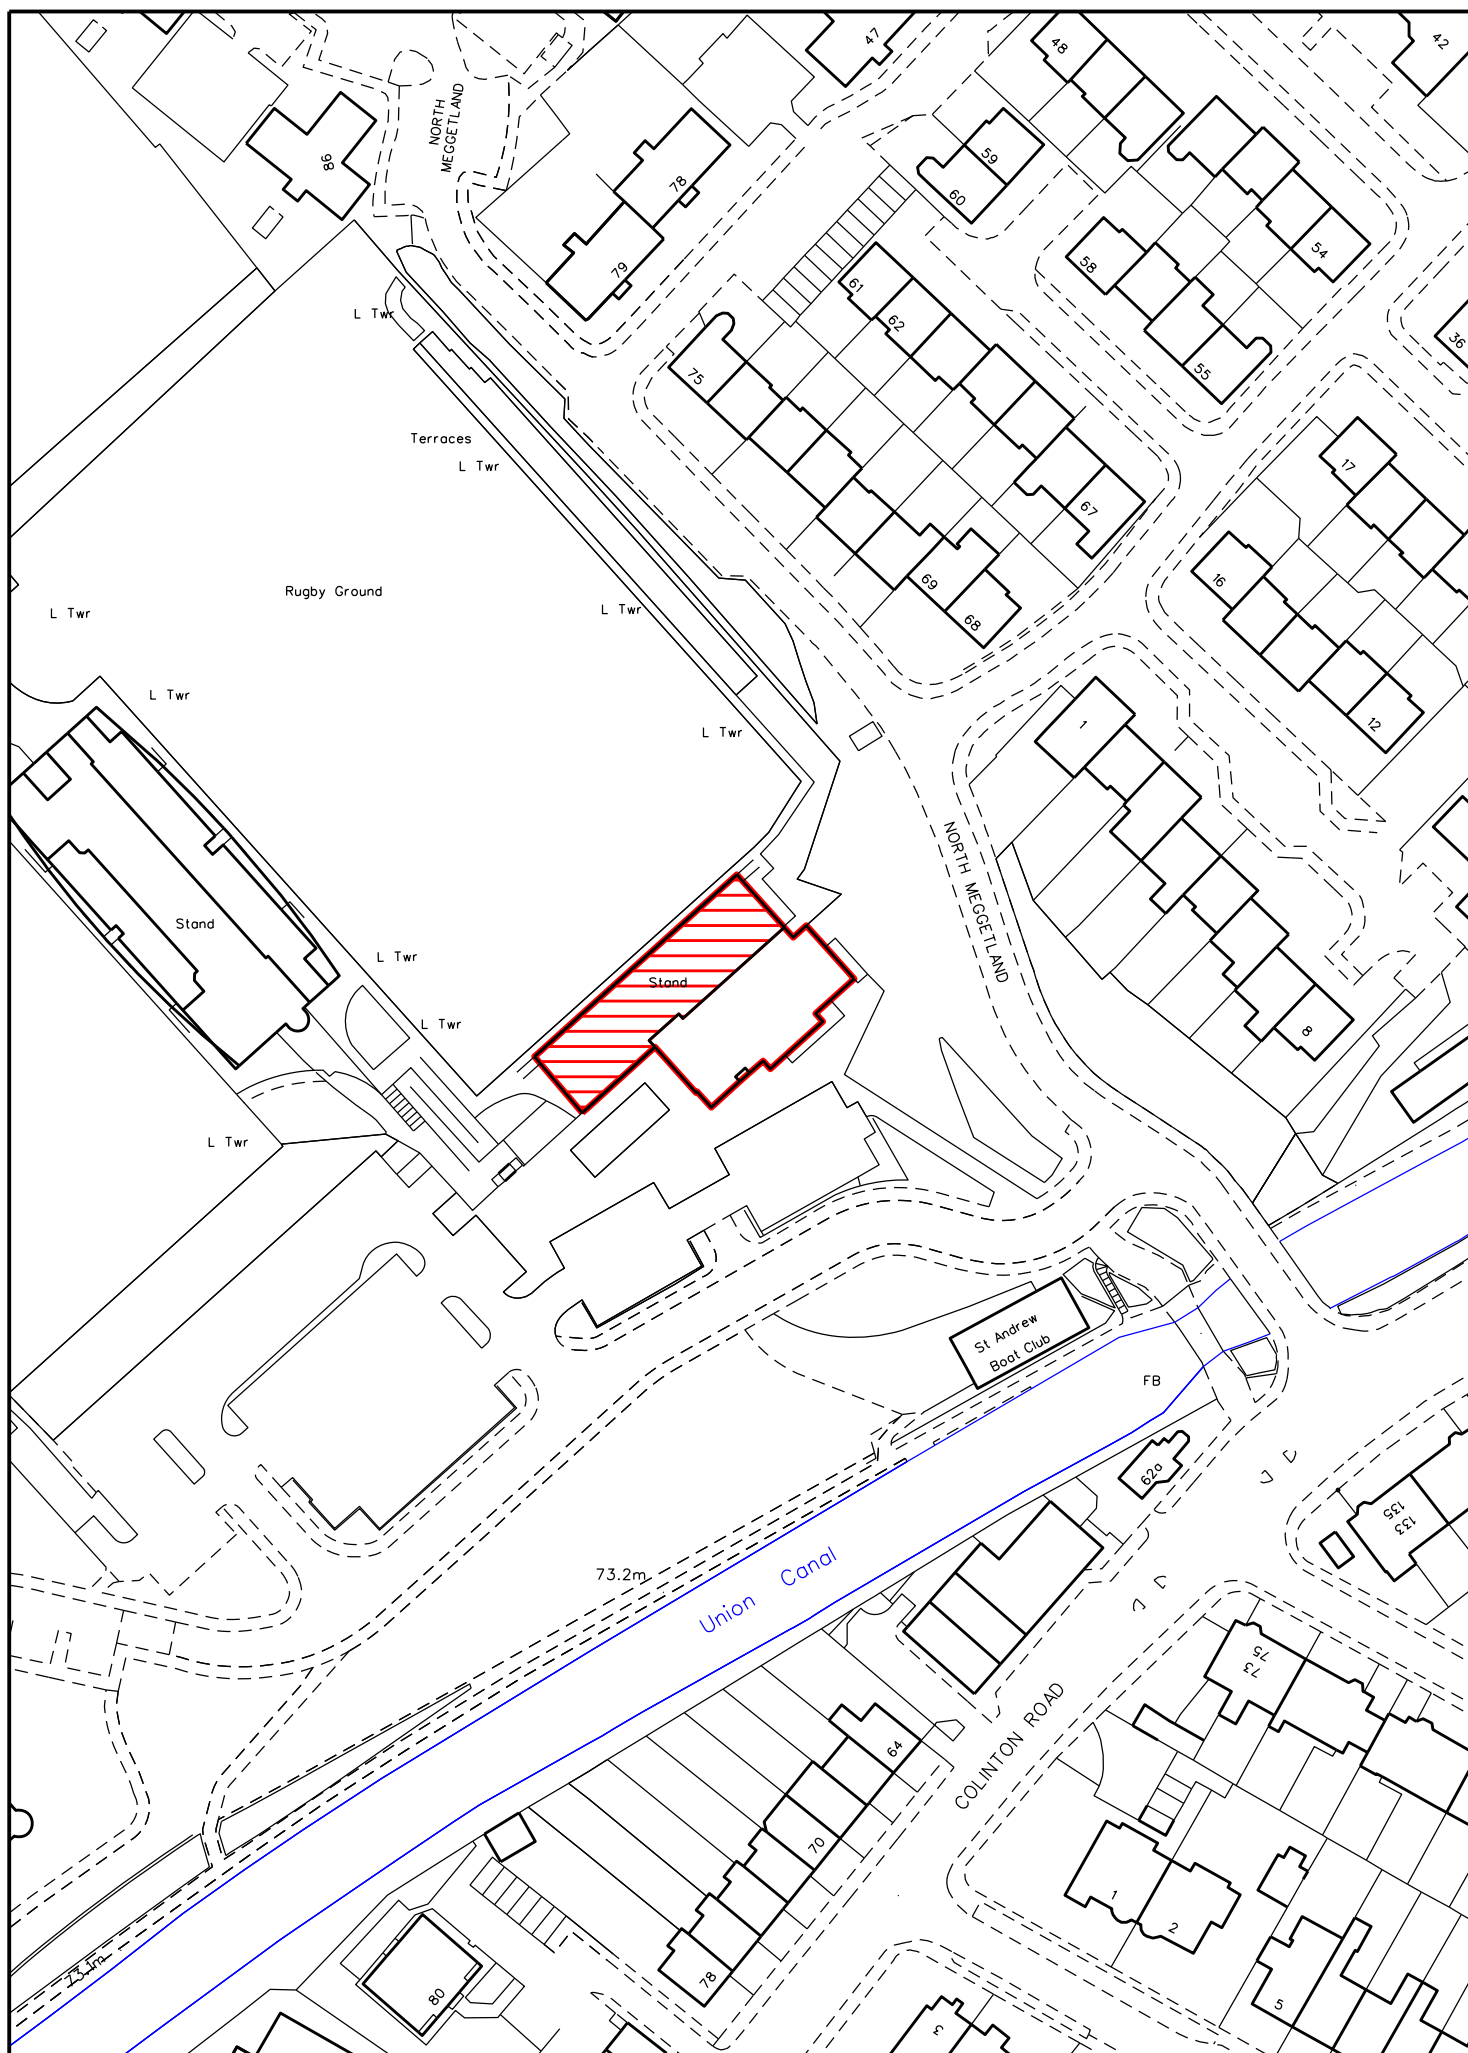 47
48
42
NORTH
MEGGETLAND
86
59
60
78
54
58
79
61
L Twr
62
36
55
75
Terraces
L Twr
17
67
16
Rugby Ground
69
L Twr
L Twr
68
L Twr
12
1
L Twr
NORTH MEGGETLAND
Stand
L Twr
Stand
L Twr
8
L Twr
St Andrew
Boat Club
FB
62a
135
133
73.2m
Union Canal
75
73
COLINTON ROAD
64
70
1
2
73.1m
78
80
5
3